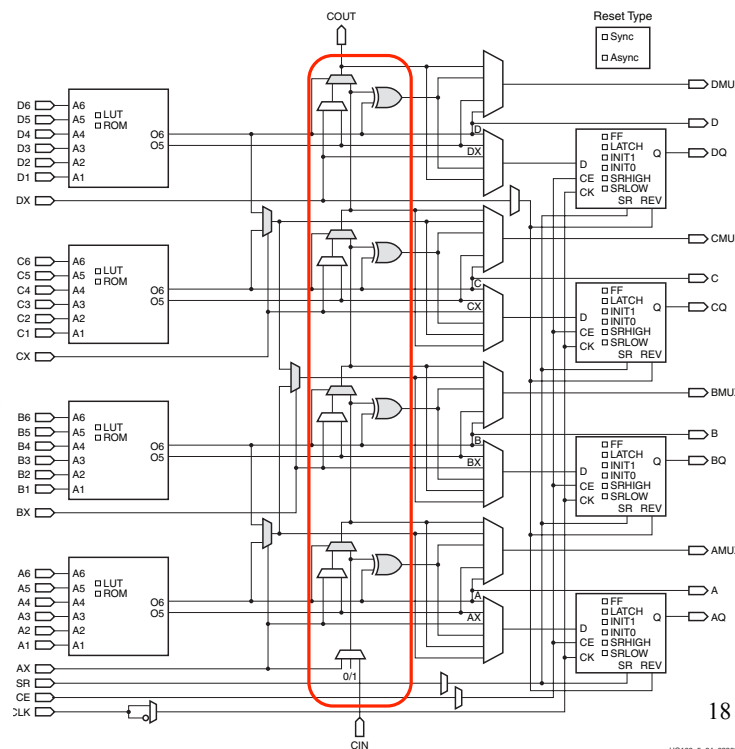 COUT
Reset Type
Sync
Async
DMU
D
DQ
D6
D5
D4
D3
D2
D1
DX
A6
A5
A4
A3
A2
A1
LUT
ROM
O6
O5
D
DX
D
CE
CK
FF
LATCH
INIT1
INIT0
SRHIGH
SRLOW
SR REV
Q
CMU
C
CQ
C6
C5
C4
C3
C2
C1
CX
A6
A5
A4
A3
A2
A1
LUT
ROM
O6
O5
C
CX
D
CE
CK
FF
LATCH
INIT1
INIT0
SRHIGH
SRLOW
SR REV
Q
BMU
B
BQ
B6
B5
B4
B3
B2
B1
BX
A6
A5
A4
A3
A2
A1
LUT
ROM
O6
O5
B
BX
D
CE
CK
FF
LATCH
INIT1
INIT0
SRHIGH
SRLOW
SR REV
Q
AMU
A
AQ
A6
A5
A4
A3
A2
A1
AX
SR
CE
CLK
A6
A5
A4
A3
A2
A1
LUT
ROM
O6
O5
A
AX
0/1
D
CE
CK
FF
LATCH
INIT1
INIT0
SRHIGH
SRLOW
SR REV
Q
CIN
18